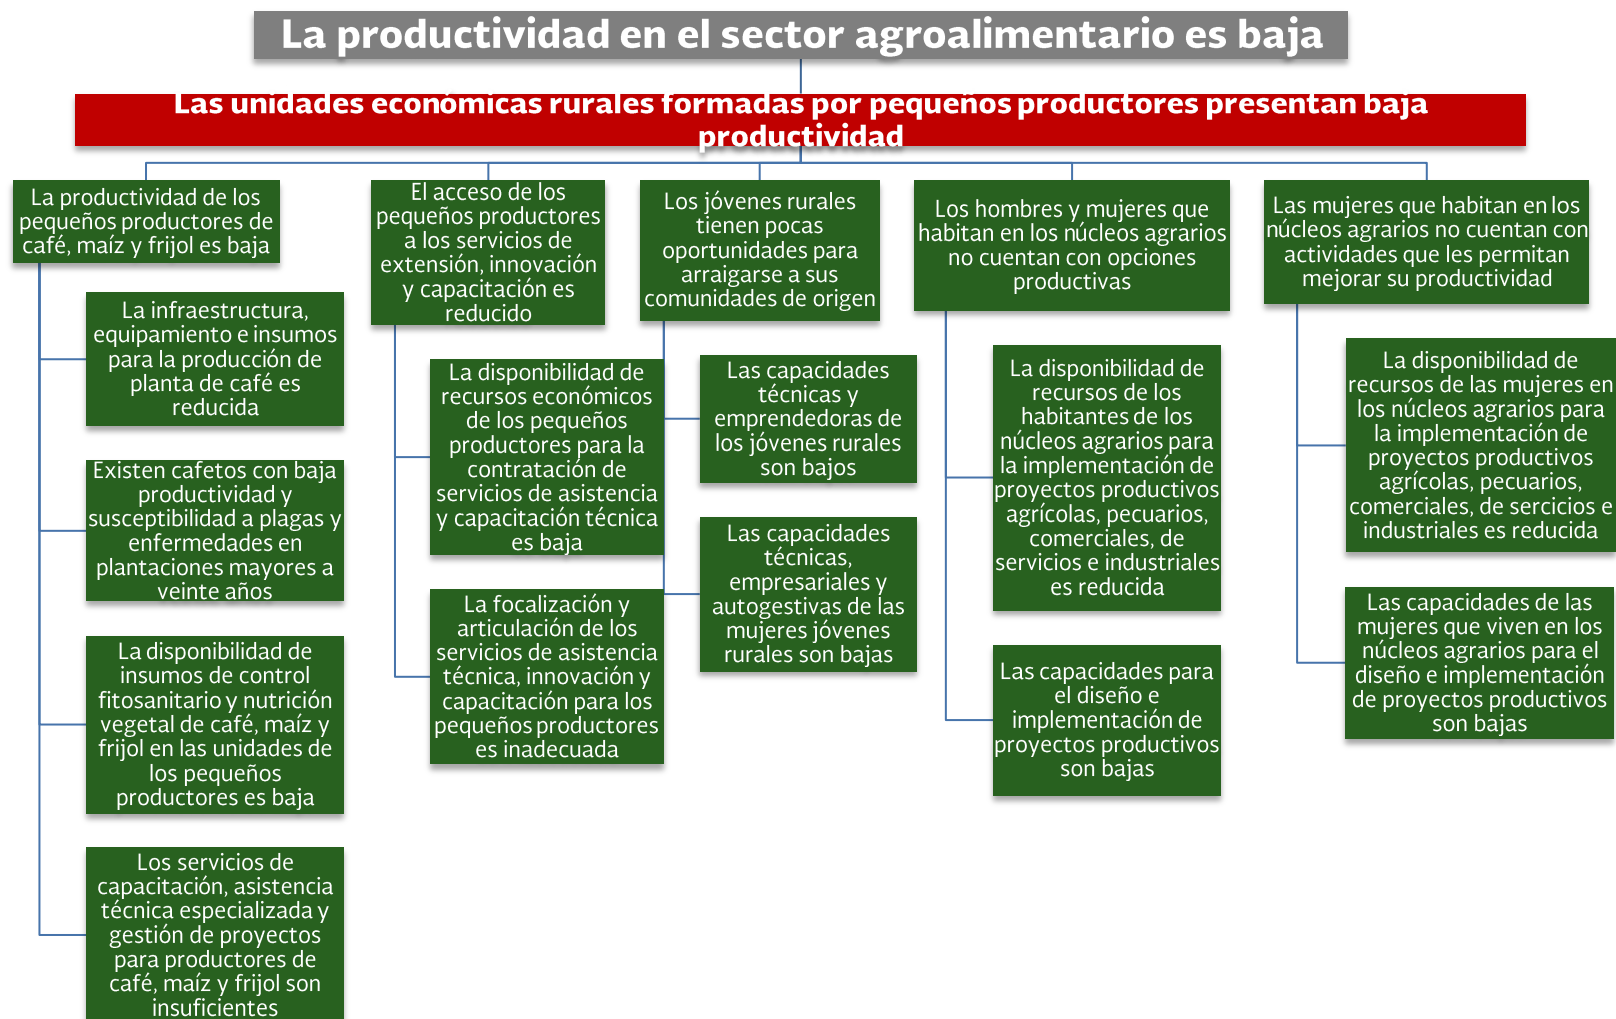 La productividad en el sector agroalimentario es baja
Las unidades económicas rurales formadas por pequeños productores presentan baja
productividad
La productividad de los
pequeños productores de
café, maíz y frijol es baja
La infraestructura,
equipamiento e insumos
para la producción de
planta de café es
reducida
Existen cafetos con baja
productividad y
susceptibilidad a plagas y
enfermedades en
plantaciones mayores a
veinte años
La disponibilidad de
insumos de control
fitosanitario y nutrición
vegetal de café, maíz y
frijol en las unidades de
los pequeños
productores es baja
Los servicios de
capacitación, asistencia
técnica especializada y
gestión de proyectos
para productores de
café, maíz y frijol son
insuficientes
El acceso de los
pequeños productores
a los servicios de
extensión, innovación
y capacitación es
reducido
La disponibilidad de
recursos económicos
de los pequeños
productores para la
contratación de
servicios de asistencia
y capacitación técnica
es baja
La focalización y
articulación de los
servicios de asistencia
técnica, innovación y
capacitación para los
pequeños productores
es inadecuada
Los jóvenes rurales
tienen pocas
oportunidades para
arraigarse a sus
comunidades de origen
Las capacidades
técnicas y
emprendedoras de
los jóvenes rurales
son bajos
Las capacidades
técnicas,
empresariales y
autogestivas de las
mujeres jóvenes
rurales son bajas
Los hombres y mujeres que
habitan en los núcleos agrarios
no cuentan con opciones
productivas
La disponibilidad de
recursos de los
habitantes de los
núcleos agrarios para
la implementación de
proyectos productivos
agrícolas, pecuarios,
comerciales, de
servicios e industriales
es reducida
Las capacidades para
el diseño e
implementación de
proyectos productivos
son bajas
Las mujeres que habitan en los
núcleos agrarios no cuentan con
actividades que les permitan
mejorar su productividad
La disponibilidad de
recursos de las mujeres en
los núcleos agrarios para
la implementación de
proyectos productivos
agrícolas, pecuarios,
comerciales, de sercicios e
industriales es reducida
Las capacidades de las
mujeres que viven en los
núcleos agrarios para el
diseño e implementación
de proyectos productivos
son bajas